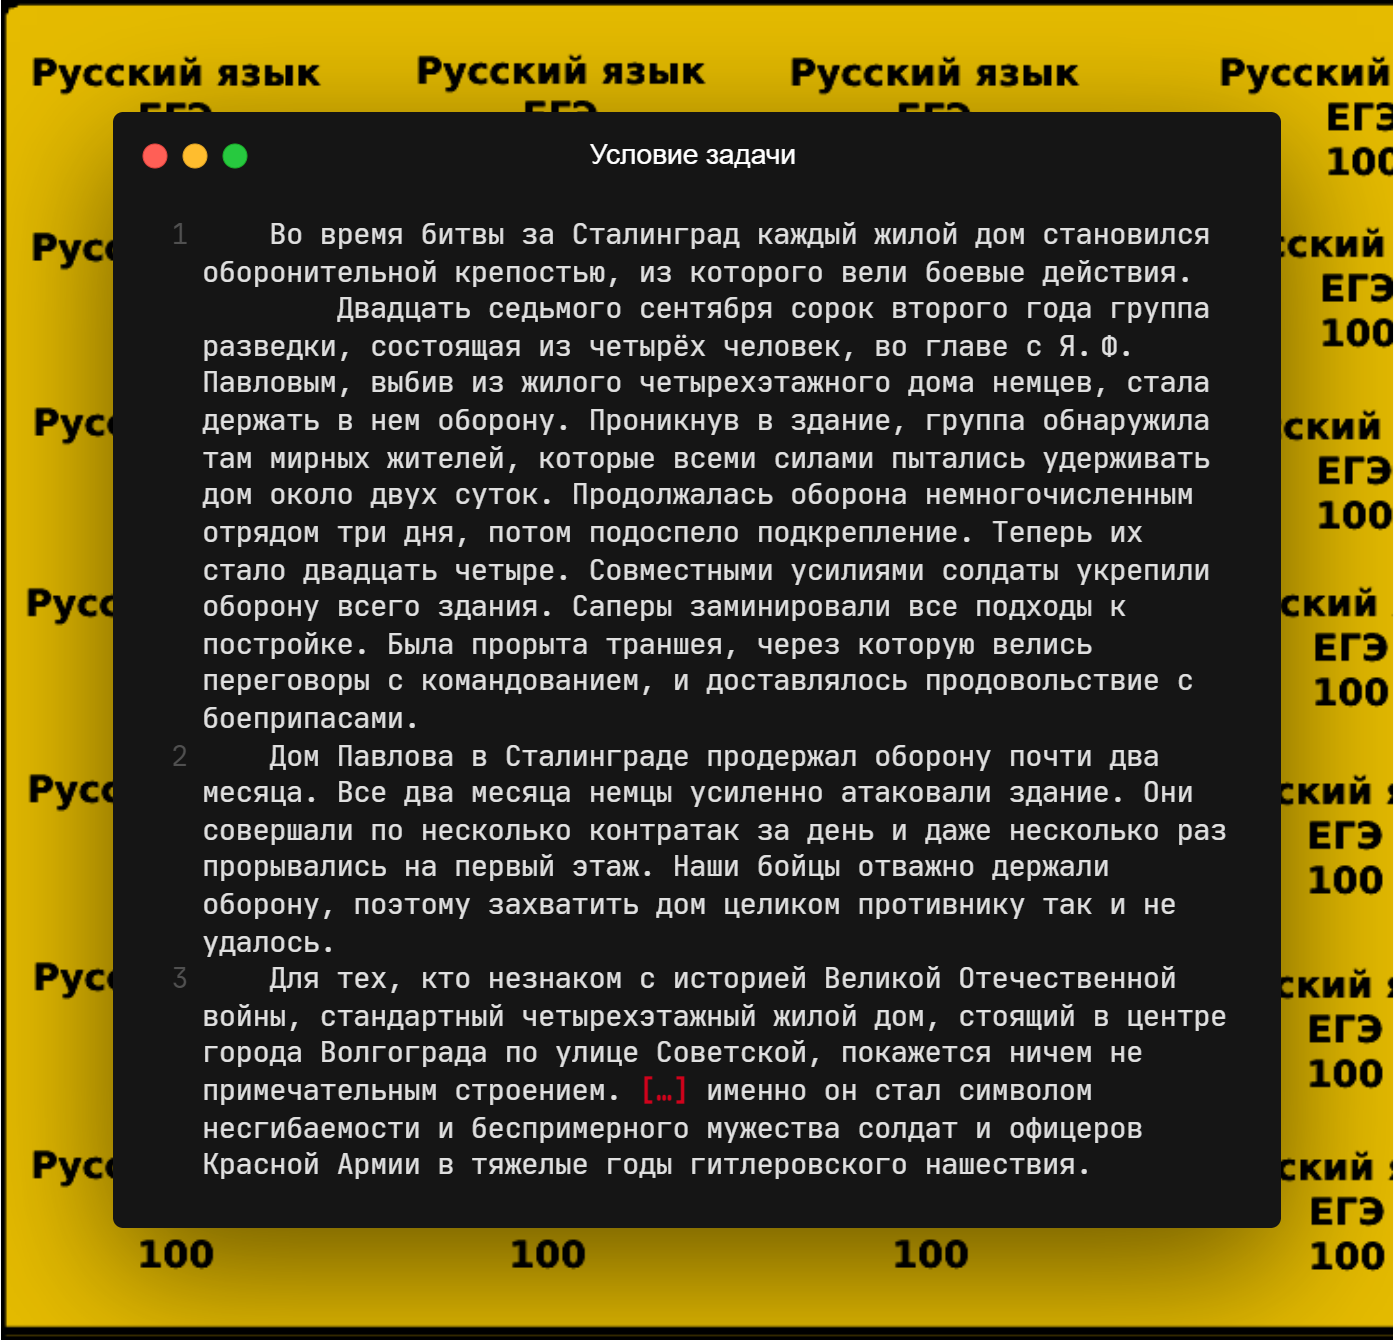 Русский язык Русский язык Русский язык Русский
ЕГЭ ЕГЭ ЕГЭ ЕГЭ
100
Условие задачи
1 Во время битвы за Сталинград каждый жилой дом становился
оборонительной крепостью, из которого вели боевые действия.
Двадцать седьмого сентября сорок второго года группа
разведки, состоящая из четырёх человек, во главе с Я. Ф.
Павловым, выбив из жилого четырехэтажного дома немцев, стала
держать в нем оборону. Проникнув в здание, группа обнаружила
там мирных жителей, которые всеми силами пытались удерживать
дом около двух суток. Продолжалась оборона немногочисленным
отрядом три дня, потом подоспело подкрепление. Теперь их
стало двадцать четыре. Совместными усилиями солдаты укрепили
оборону всего здания. Саперы заминировали все подходы к
постройке. Была прорыта траншея, через которую велись
переговоры с командованием, и доставлялось продовольствие с
боеприпасами.
2 Дом Павлова в Сталинграде продержал оборону почти два
месяца. Все два месяца немцы усиленно атаковали здание. Они
совершали по несколько контратак за день и даже несколько раз
прорывались на первый этаж. Наши бойцы отважно держали
оборону, поэтому захватить дом целиком противнику так и не
удалось.
3 Для тех, кто незнаком с историей Великой Отечественной
войны, стандартный четырехэтажный жилой дом, стоящий в центре
города Волгограда по улице Советской, покажется ничем не
примечательным строением. […] именно он стал символом
несгибаемости и беспримерного мужества солдат и офицеров
Красной Армии в тяжелые годы гитлеровского нашествия.
Русс сский
ЕГЭ
100
Русс ский
ЕГЭ
100
Русс ский
ЕГЭ
100
Русс ский
ЕГЭ
100
Русс ский
ЕГЭ
100
Русс ский
ЕГЭ
100 100 100 100